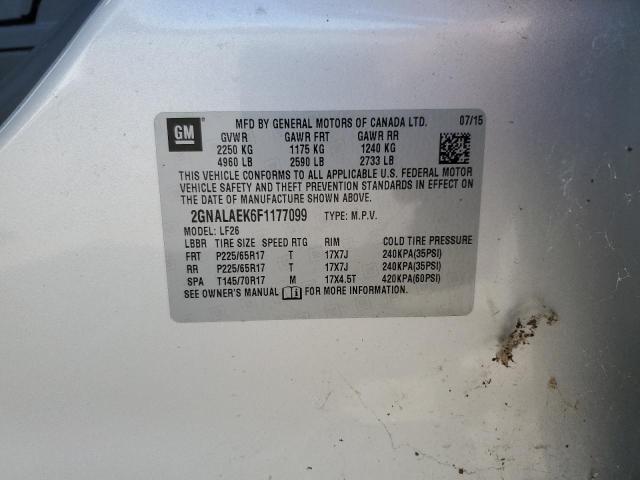 GM
MFD BY GENERAL MOTORS OF CANADA LTD. 07/15
GVWR GAWR FRT GAWR RR
2250 KG 1175 KG 1240 KG
4960 LB 2590 LB 2733 LB
THIS VEHICLE CONFORMS TO ALL APPLICABLE U.S. FEDERAL MOTOR
VEHICLE SAFETY AND THEFT PREVENTION STANDARDS IN EFFECT ON
THE DATE OF MANUFACTURE SHOWN ABOVE.
2GNALAEK6F1177099 TYPE: M.P.V.
MODEL: LF26
LBBR TIRE SIZE SPEED RTG RIM COLD TIRE PRESSURE
FRT P225/65R17 T 17X7J 240KPA(35PSI)
RR P225/65R17 T 17X7J 240KPA(35PSI)
SPA T145/70R17 M 17X4.5T 420KPA(60PSI)
SEE OWNER'S MANUAL FOR MORE INFORMATION.